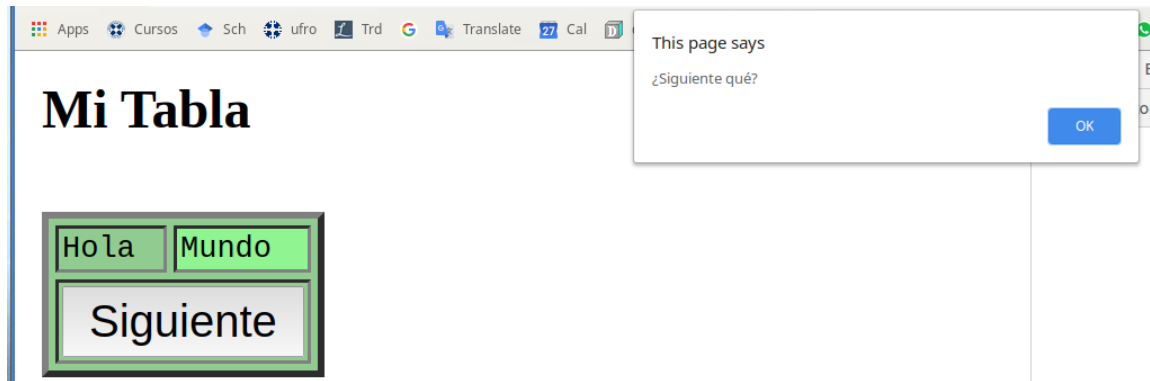 Apps Cursos Sch ufro Trd Translate 27 Cal
This page says
¿Siguiente qué?
OK
Mi Tabla
Hola Mundo
Siguiente